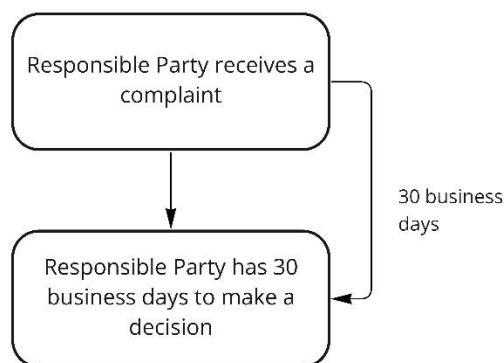 Responsible Party receives a
complaint
30 business
days
Responsible Party has 30
business days to make a
decision